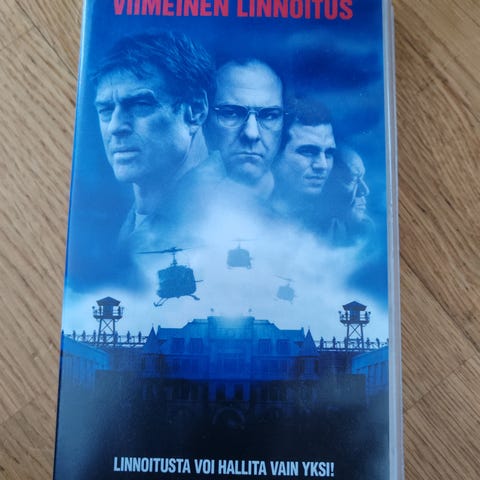 VIIMEINEN LINNOITUS
LINNOITUSTA VOI HALLITA VAIN YKSI!